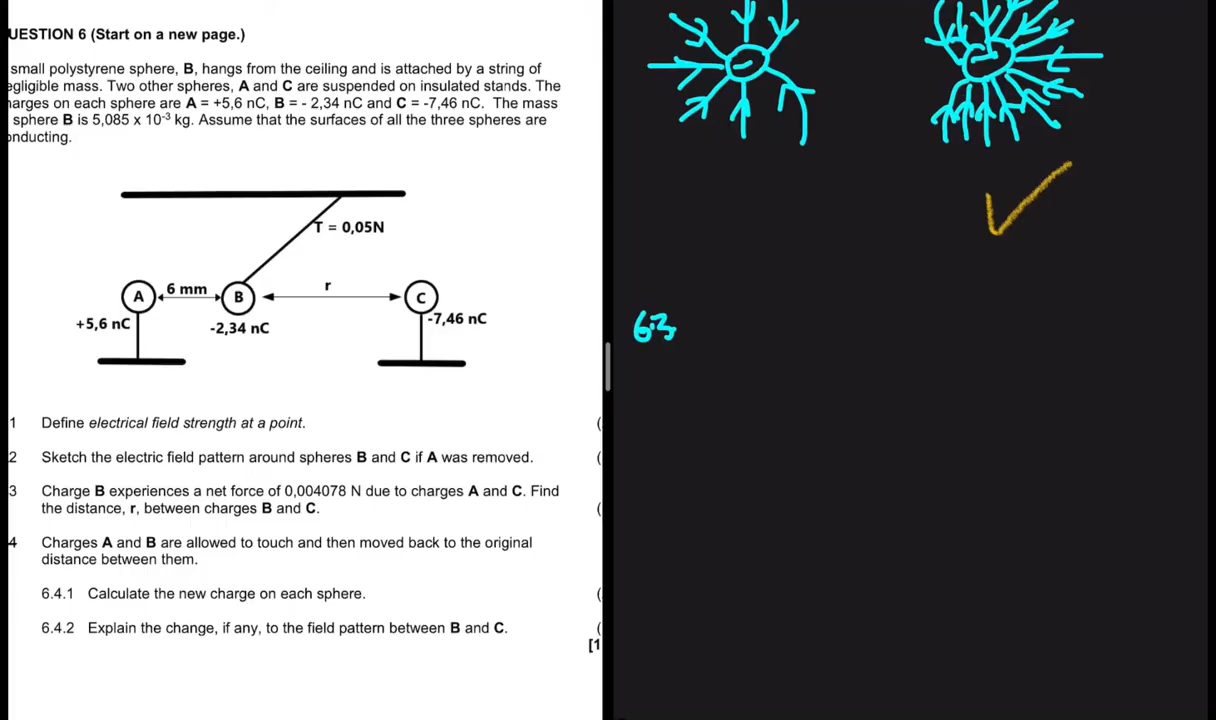 UESTION 6 (Start on a new page.)
small polystyrene sphere, B, hangs from the ceiling and is attached by a string of
egligible mass. Two other spheres, A and C are suspended on insulated stands. The
harges on each sphere are A = +5,6 nC, B = - 2,34 nC and C = -7,46 nC. The mass
sphere B is 5,085 x 10⁻³ kg. Assume that the surfaces of all the three spheres are
onducting.
T = 0,05N
A
6 mm
B
r
C
+5,6 nC
-2,34 nC
-7,46 nC
1 Define electrical field strength at a point. (
2 Sketch the electric field pattern around spheres B and C if A was removed. (
3 Charge B experiences a net force of 0,004078 N due to charges A and C. Find
the distance, r, between charges B and C. (
4 Charges A and B are allowed to touch and then moved back to the original
distance between them.
6.4.1 Calculate the new charge on each sphere. (
6.4.2 Explain the change, if any, to the field pattern between B and C. (
[1
6.3